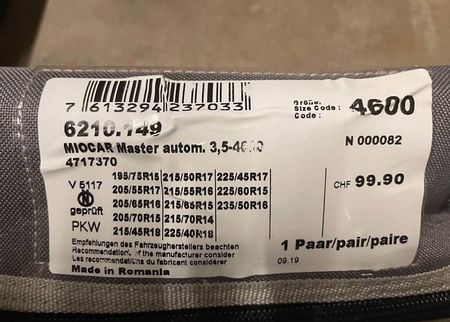 7 613294 237033
Größe:
Size Code : 4600
6210.149
MIOCAR Master autom.
N 000082
4717370
V 5117
geprüft
PKW
195/75R15 215/50R17 225/45R17
205/55R17 215/55R16 225/60R15
205/65R16 215/65R15 235/50R16
205/70R15 215/70R14
215/45R18 225/40R18
CHF 99.90
Empfehlungen des Fahrzeugherstellers beachten
Recommendations of the manufacturer consider
Les recommandations du fabricant considérer
Made in Romania
1 Paar/pair/paire
09.19